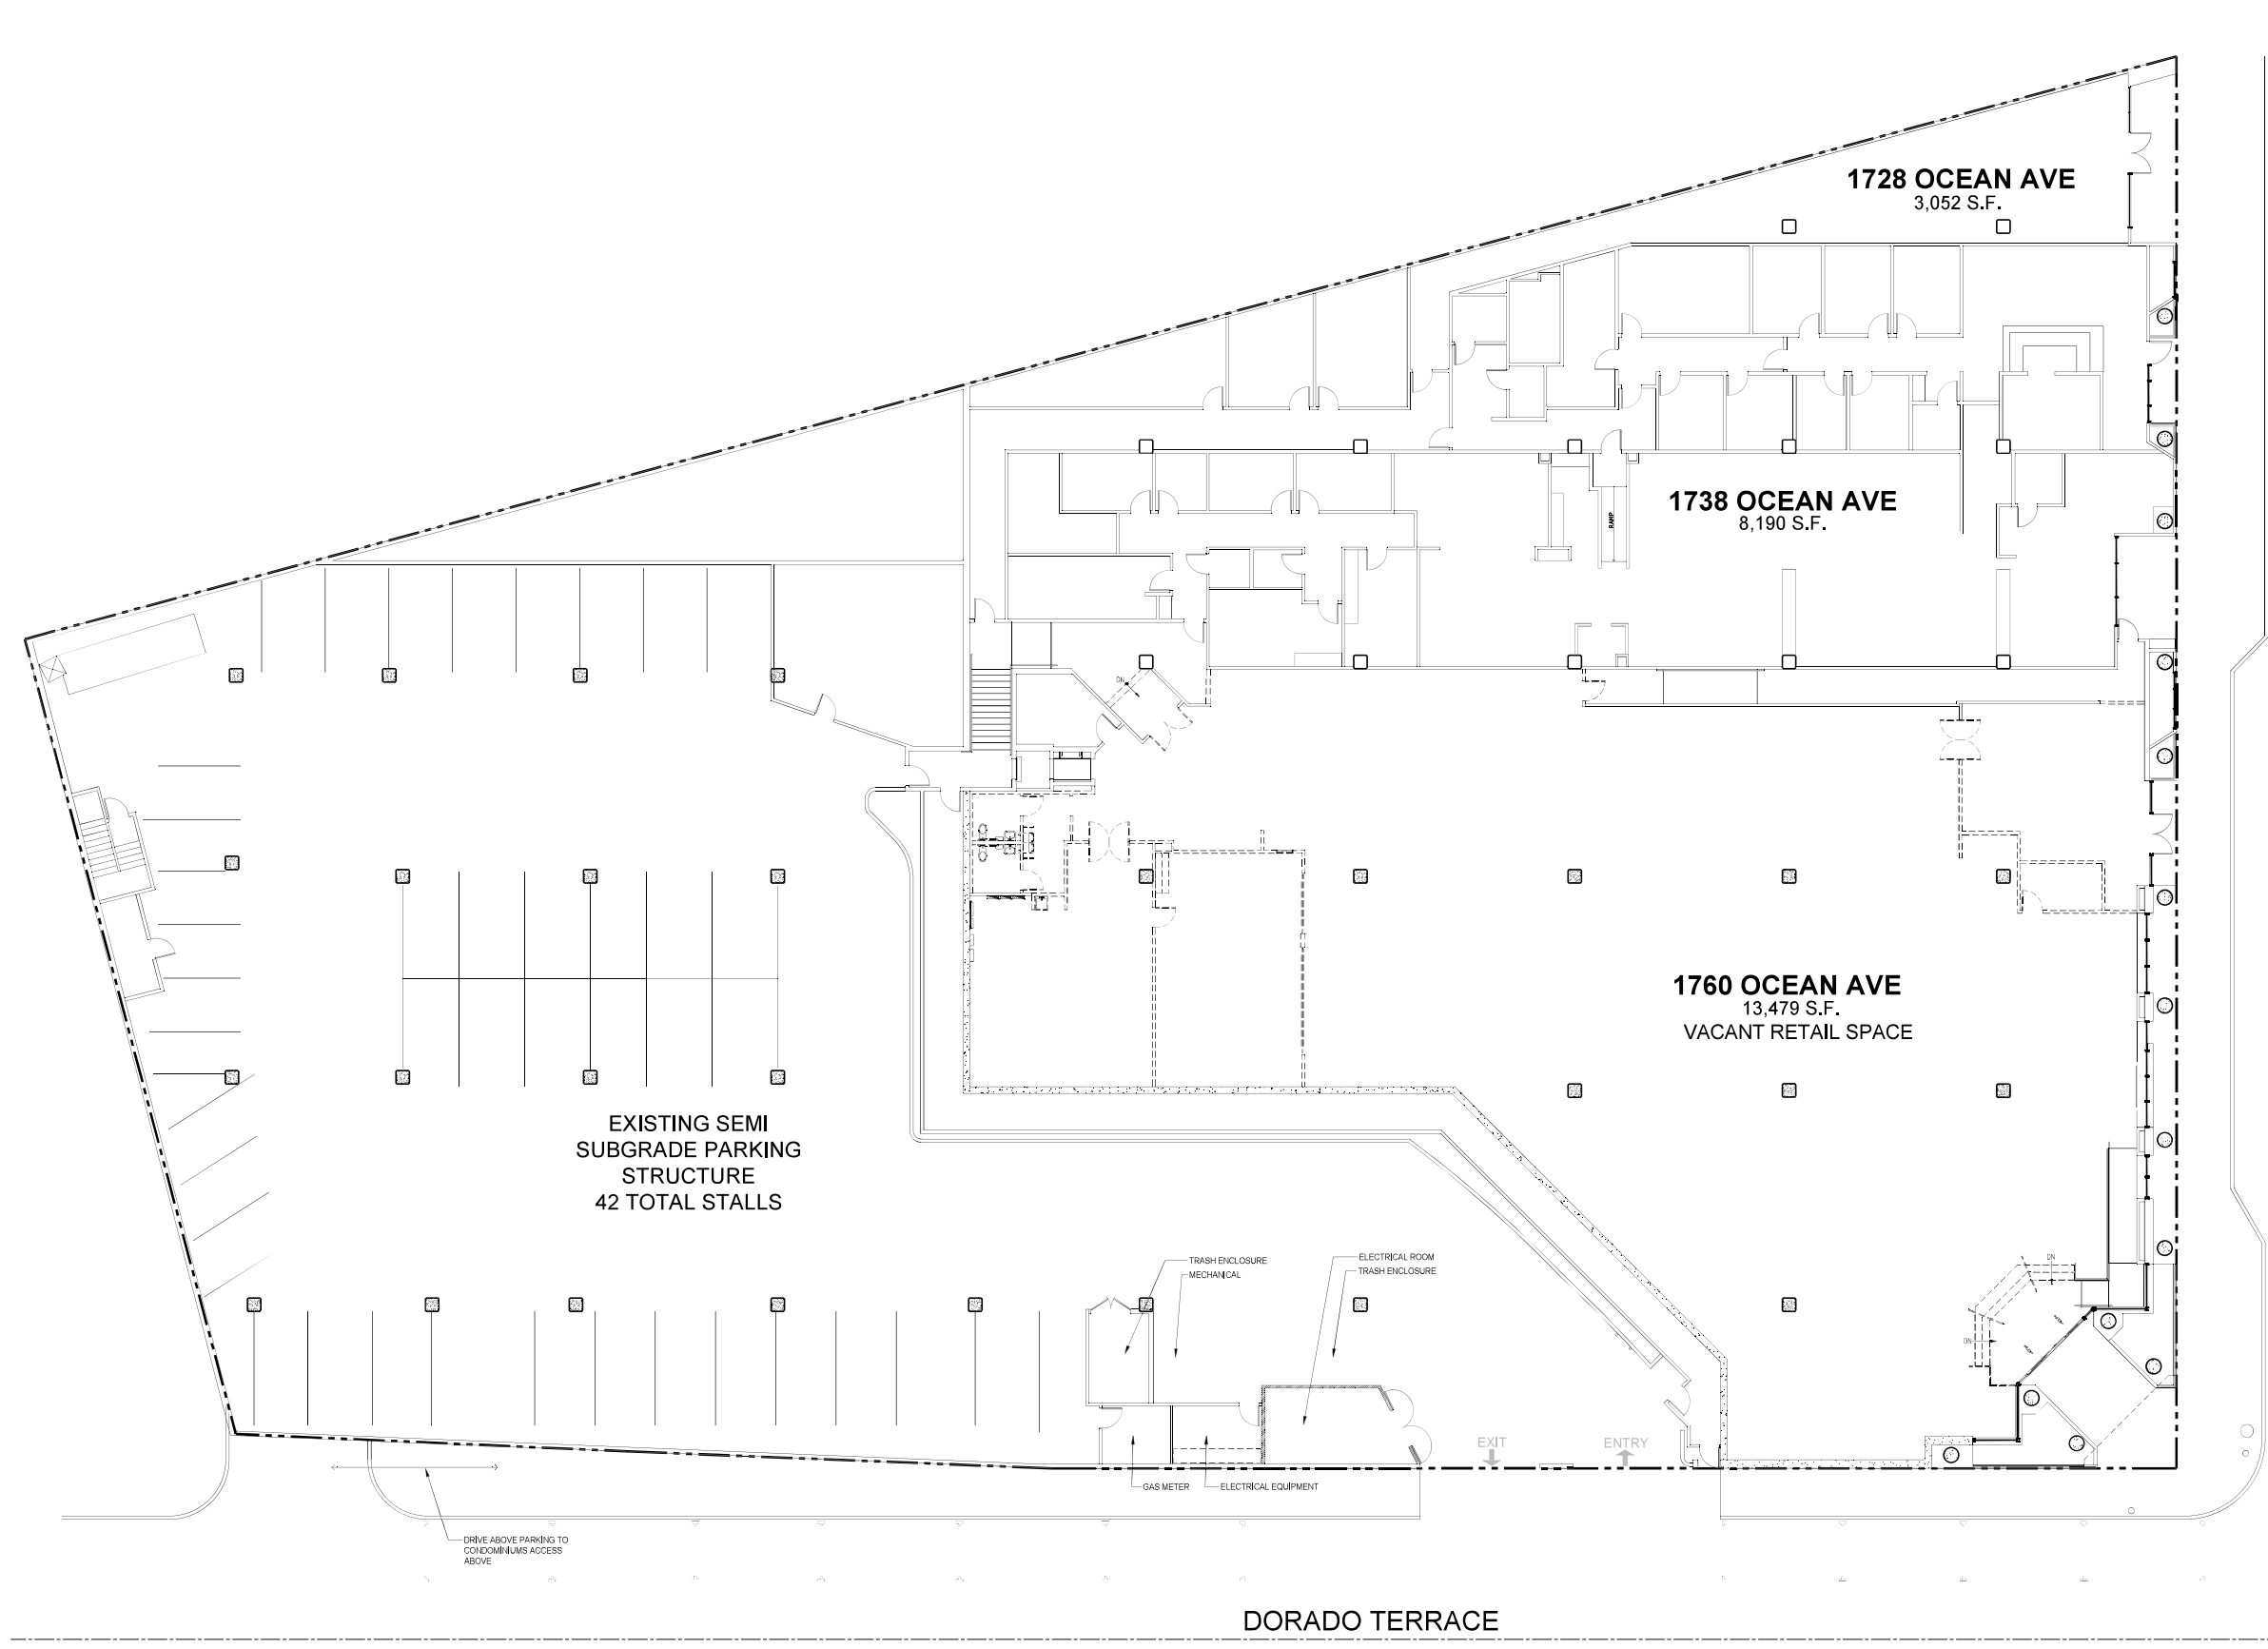 1728 OCEAN AVE
3,052 S.F.
1738 OCEAN AVE
8,190 S.F.
RAMP
DN
1760 OCEAN AVE
13,479 S.F.
VACANT RETAIL SPACE
EXISTING SEMI
SUBGRADE PARKING
STRUCTURE
42 TOTAL STALLS
TRASH ENCLOSURE
MECHANICAL
ELECTRICAL ROOM
TRASH ENCLOSURE
DN
DN
EXIT
ENTRY
GAS METER
ELECTRICAL EQUIPMENT
DRIVE ABOVE PARKING TO
CONDOMINIUMS ACCESS
ABOVE
DORADO TERRACE